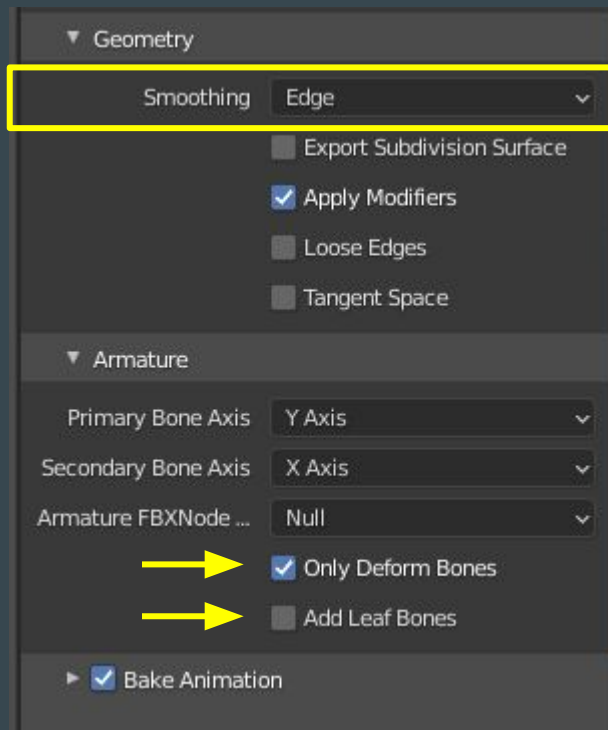 Geometry
Smoothing Edge
Export Subdivision Surface
Apply Modifiers
Loose Edges
Tangent Space
Armature
Primary Bone Axis Y Axis
Secondary Bone Axis X Axis
Armature FBXNode ... Null
Only Deform Bones
Add Leaf Bones
Bake Animation